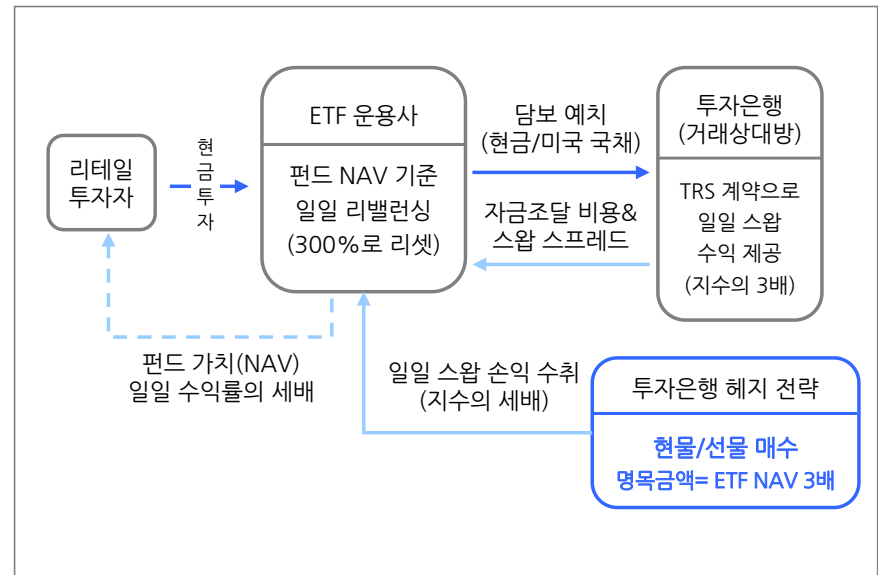 리테일
투자자
현
금
투
자
ETF 운용사
펀드 NAV 기준
일일 리밸런싱
(300%로 리셋)
담보 예치
(현금/미국 국채)
자금조달 비용&
스왑 스프레드
투자은행
(거래상대방)
TRS 계약으로
일일 스왑
수익 제공
(지수의 3배)
펀드 가치(NAV)
일일 수익률의 세배
일일 스왑 손익 수취
(지수의 세배)
투자은행 헤지 전략
현물/선물 매수
명목금액= ETF NAV 3배